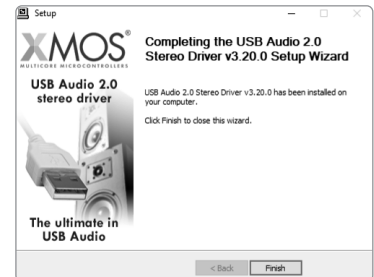 Setup
XMOS®
MULTICORE MICROCONTROLLERS
USB Audio 2.0
stereo driver
The ultimate in
USB Audio
Completing the USB Audio 2.0
Stereo Driver v3.20.0 Setup Wizard
USB Audio 2.0 Stereo Driver v3.20.0 has been installed on
your computer.
Click Finish to close this wizard.
< Back
Finish